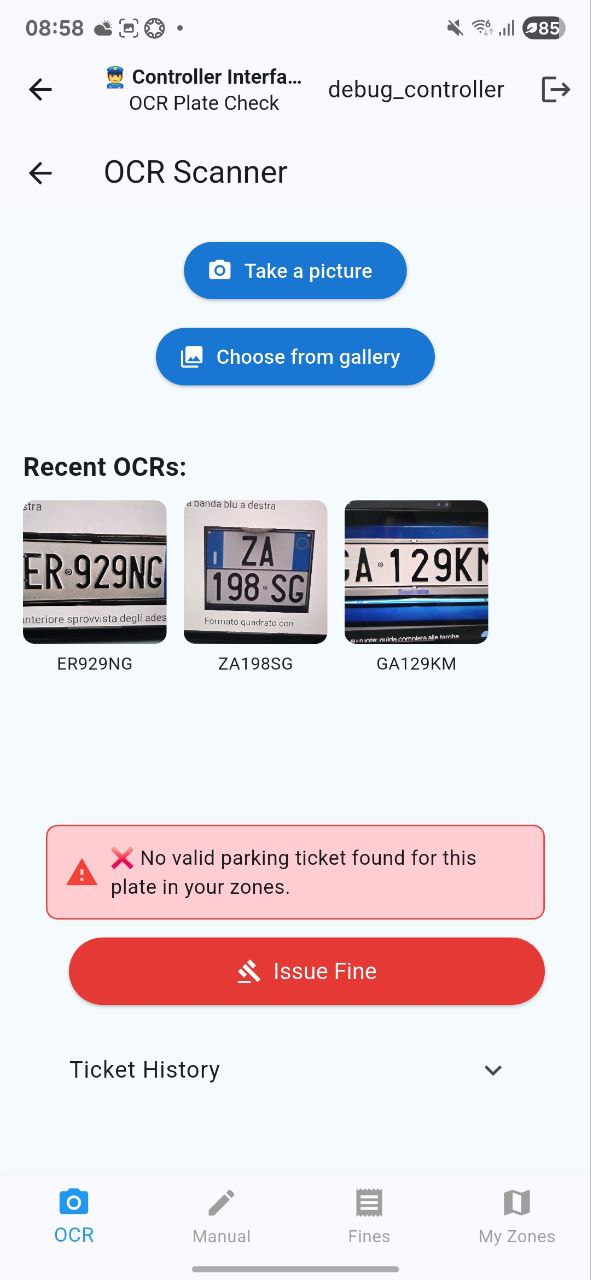 08:58
85
Controller Interfa...
OCR Plate Check
debug_controller
OCR Scanner
Take a picture
Choose from gallery
Recent OCRs:
stra
ER 929NG
nteriore sprovvista degli ades
a banda blu a destra
I
ZA
198 SG
Formato quadrato con
GA 129KM
su ruote: guida completa alle targhe
ER929NG
ZA198SG
GA129KM
❌ No valid parking ticket found for this
plate in your zones.
Issue Fine
Ticket History
OCR
Manual
Fines
My Zones